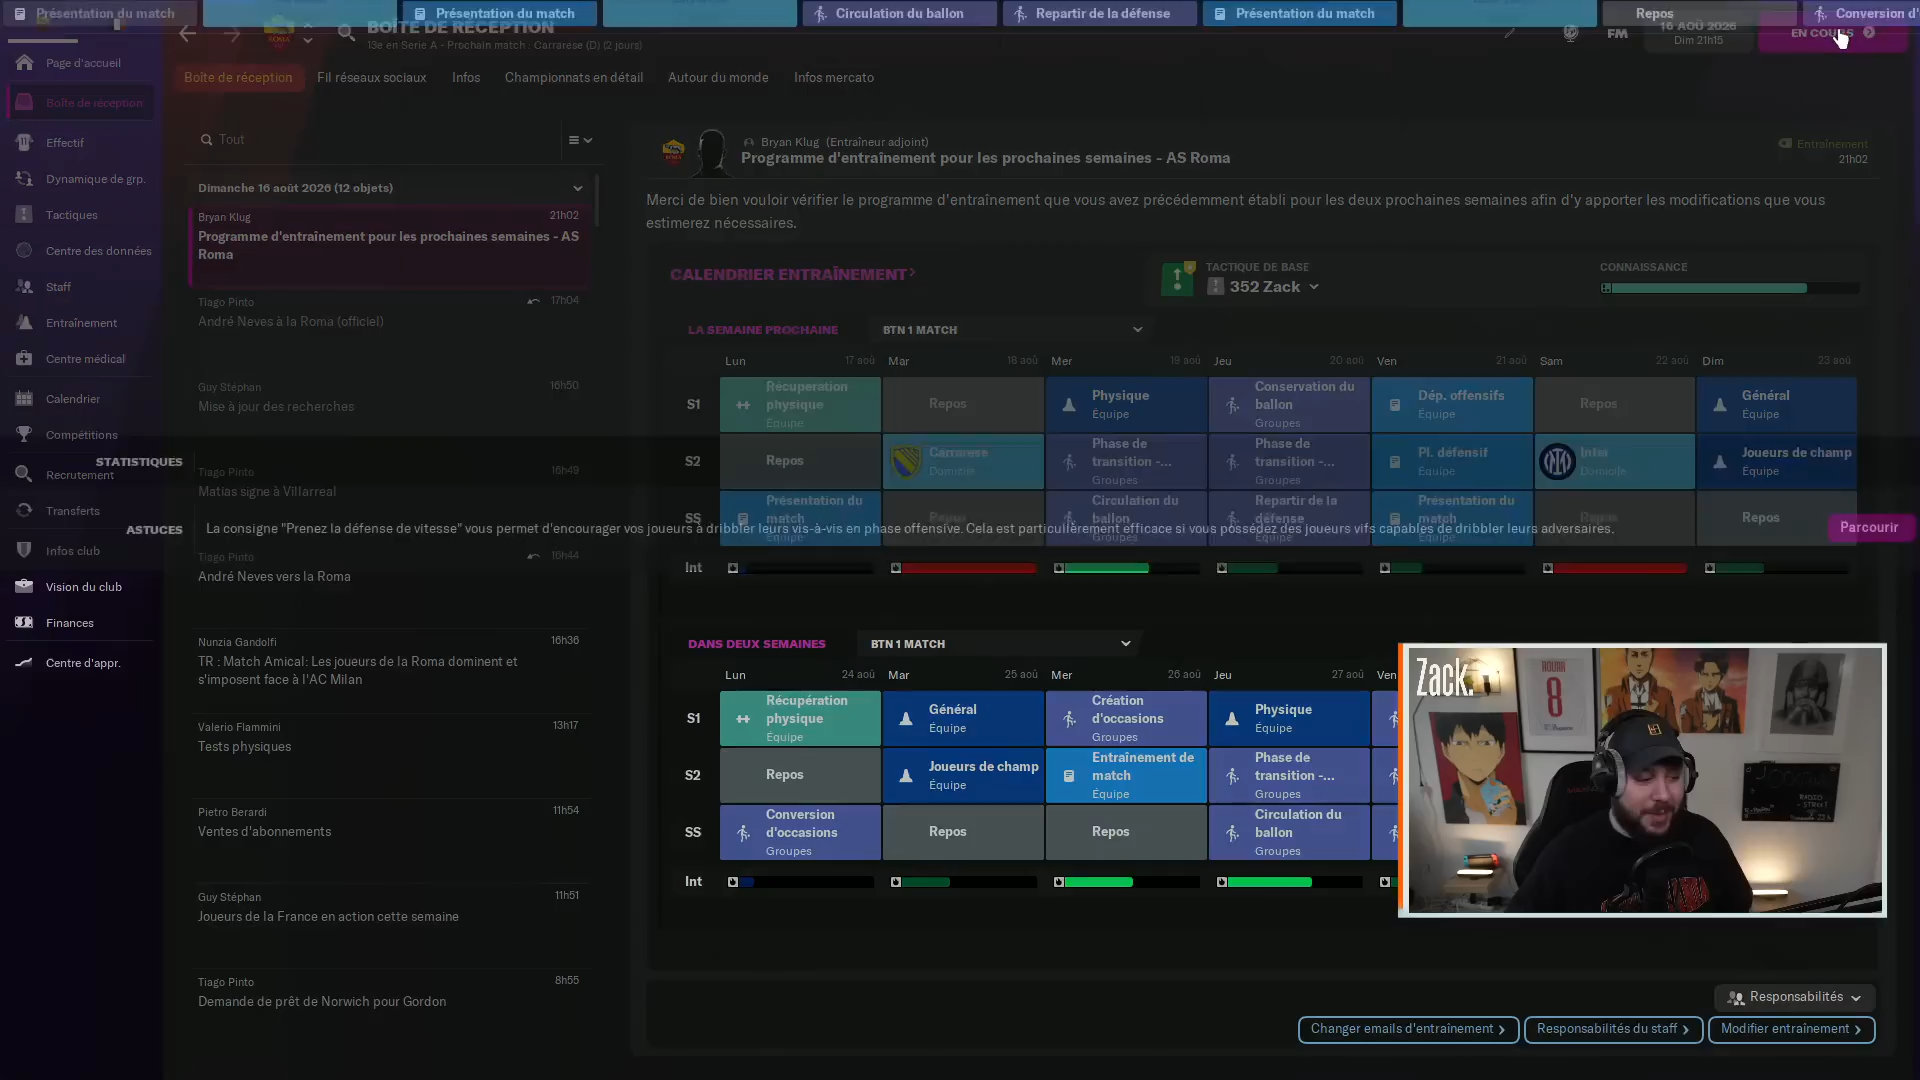 Présentation du match
Présentation du match
Circulation du ballon
Repartir de la défense
Présentation du match
Repos
Conversion d'
BOÎTE DE RÉCEPTION
13e en Serie A - Prochain match : Carrarese (D) (2 jours)
FM
16 AOÛ 2026
Dim 21h15
EN COURS
Page d'accueil
Boîte de réception
Effectif
Dynamique de grp.
Tactiques
Centre des données
Staff
Entraînement
Centre médical
Calendrier
Compétitions
Recrutement
Transferts
Infos club
Vision du club
Finances
Centre d'appr.
Boîte de réception
Fil réseaux sociaux
Infos
Championnats en détail
Autour du monde
Infos mercato
Tout
Dimanche 16 août 2026 (12 objets)
Bryan Klug 21h02
Programme d'entraînement pour les prochaines semaines - AS
Roma
Tiago Pinto 17h04
André Neves à la Roma (officiel)
Guy Stéphan 16h50
Mise à jour des recherches
Tiago Pinto 16h49
Matias signe à Villarreal
Tiago Pinto 16h44
André Neves vers la Roma
Nunzia Gandolfi 16h36
TR : Match Amical: Les joueurs de la Roma dominent et
s'imposent face à l'AC Milan
Valerio Flammini 13h17
Tests physiques
Pietro Berardi 11h54
Ventes d'abonnements
Guy Stéphan 11h51
Joueurs de la France en action cette semaine
Tiago Pinto 8h55
Demande de prêt de Norwich pour Gordon
Bryan Klug (Entraîneur adjoint)
Programme d'entraînement pour les prochaines semaines - AS Roma
Entraînement
21h02
Merci de bien vouloir vérifier le programme d'entraînement que vous avez précédemment établi pour les deux prochaines semaines afin d'y apporter les modifications que vous
estimerez nécessaires.
CALENDRIER ENTRAÎNEMENT
TACTIQUE DE BASE
352 Zack
CONNAISSANCE
LA SEMAINE PROCHAINE
BTN 1 MATCH
Lun 17 aoû Mar 18 aoû Mer 19 aoû Jeu 20 aoû Ven 21 aoû Sam 22 aoû Dim 23 aoû
S1
Récuperation
physique
Équipe
Repos
Physique
Équipe
Conservation du
ballon
Groupes
Dép. offensifs
Équipe
Repos
Général
Équipe
S2
Repos
Carrarese
Domicile
Phase de
transition -...
Groupes
Phase de
transition -...
Groupes
Pl. défensif
Équipe
Inter
Domicile
Joueurs de champ
Équipe
SS
Présentation du
match
Équipe
Repos
Circulation du
ballon
Groupes
Repartir de la
défense
Groupes
Présentation du
match
Équipe
Repos
Repos
Int
STATISTIQUES
ASTUCES
La consigne "Prenez la défense de vitesse" vous permet d'encourager vos joueurs à dribbler leurs vis-à-vis en phase offensive. Cela est particulièrement efficace si vous possédez des joueurs vifs capables de dribbler leurs adversaires.
Parcourir
DANS DEUX SEMAINES
BTN 1 MATCH
Lun 24 aoû Mar 25 aoû Mer 26 aoû Jeu 27 aoû Ven
S1
Récupération
physique
Équipe
Général
Équipe
Création
d'occasions
Groupes
Physique
Équipe
S2
Repos
Joueurs de champ
Équipe
Entraînement de
match
Équipe
Phase de
transition -...
Groupes
SS
Conversion
d'occasions
Groupes
Repos
Repos
Circulation du
ballon
Groupes
Int
Zack.
8
Responsabilités
Changer emails d'entraînement
Responsabilités du staff
Modifier entraînement